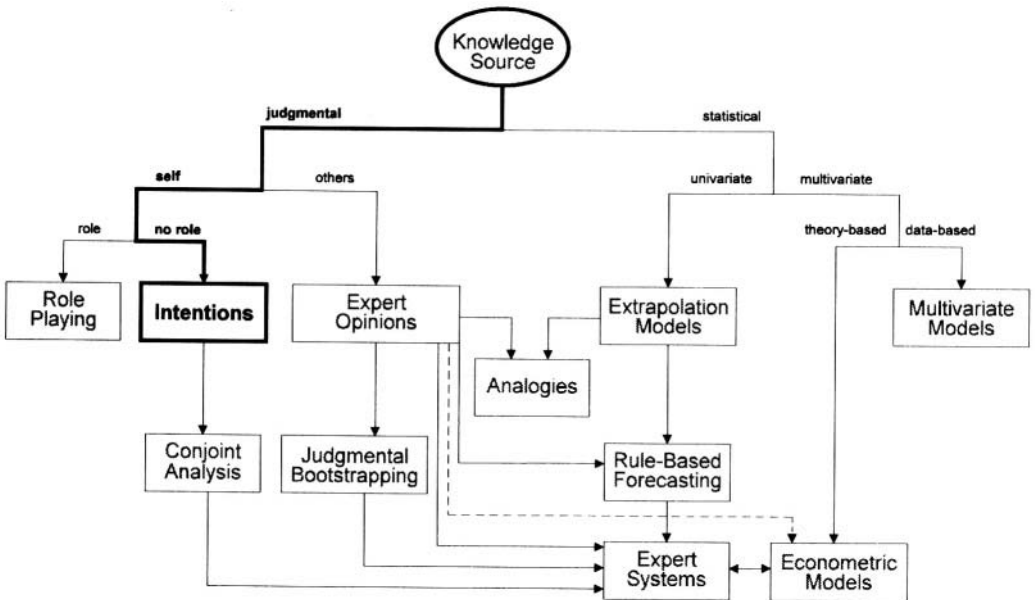 Knowledge
Source
judgmental
statistical
self
others
univariate
multivariate
role
no role
theory-based
data-based
Role
Playing
Intentions
Expert
Opinions
Extrapolation
Models
Multivariate
Models
Analogies
Conjoint
Analysis
Judgmental
Bootstrapping
Rule-Based
Forecasting
Expert
Systems
Econometric
Models